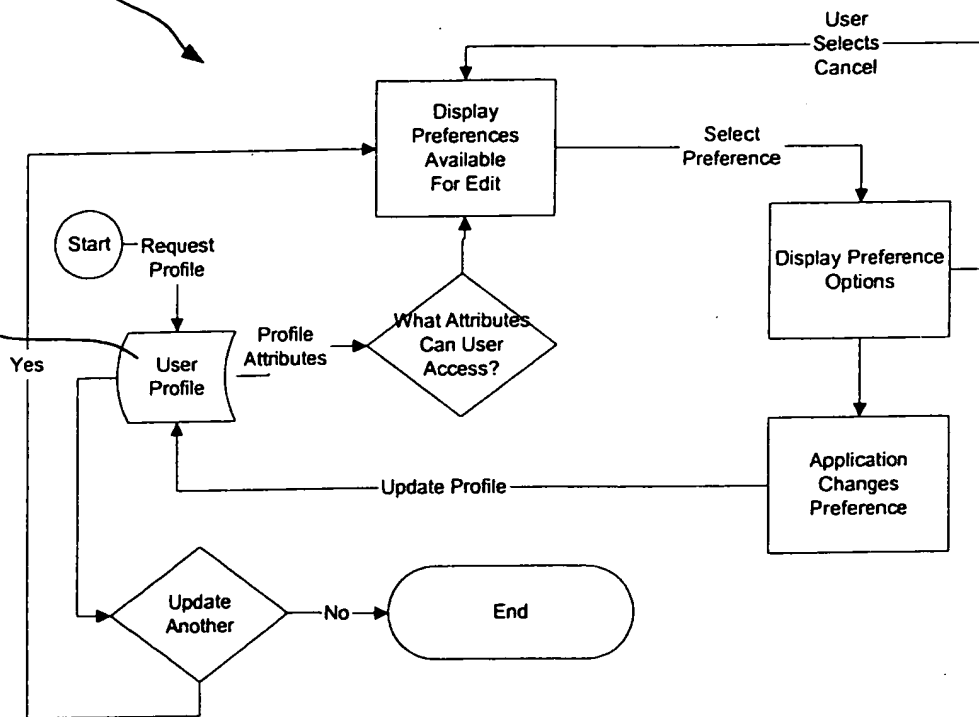 User
Selects
Cancel
Display
Preferences
Available
For Edit
Select
Preference
Start
Request
Profile
Display Preference
Options
What Attributes
Can User
Access?
Profile
Attributes
Yes
User
Profile
Application
Changes
Preference
Update Profile
Update
Another
No
End